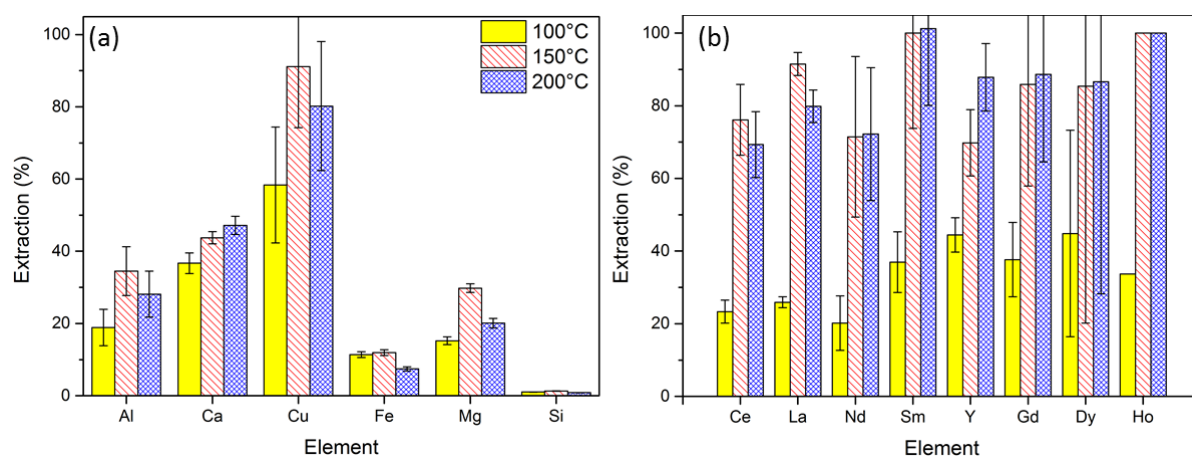 (a)
100°C
150°C
200°C
100
80
60
40
20
0
Extraction (%)
Al Ca Cu Fe Mg Si
Element
(b)
100
80
60
40
20
0
Extraction (%)
Ce La Nd Sm Y Gd Dy Ho
Element